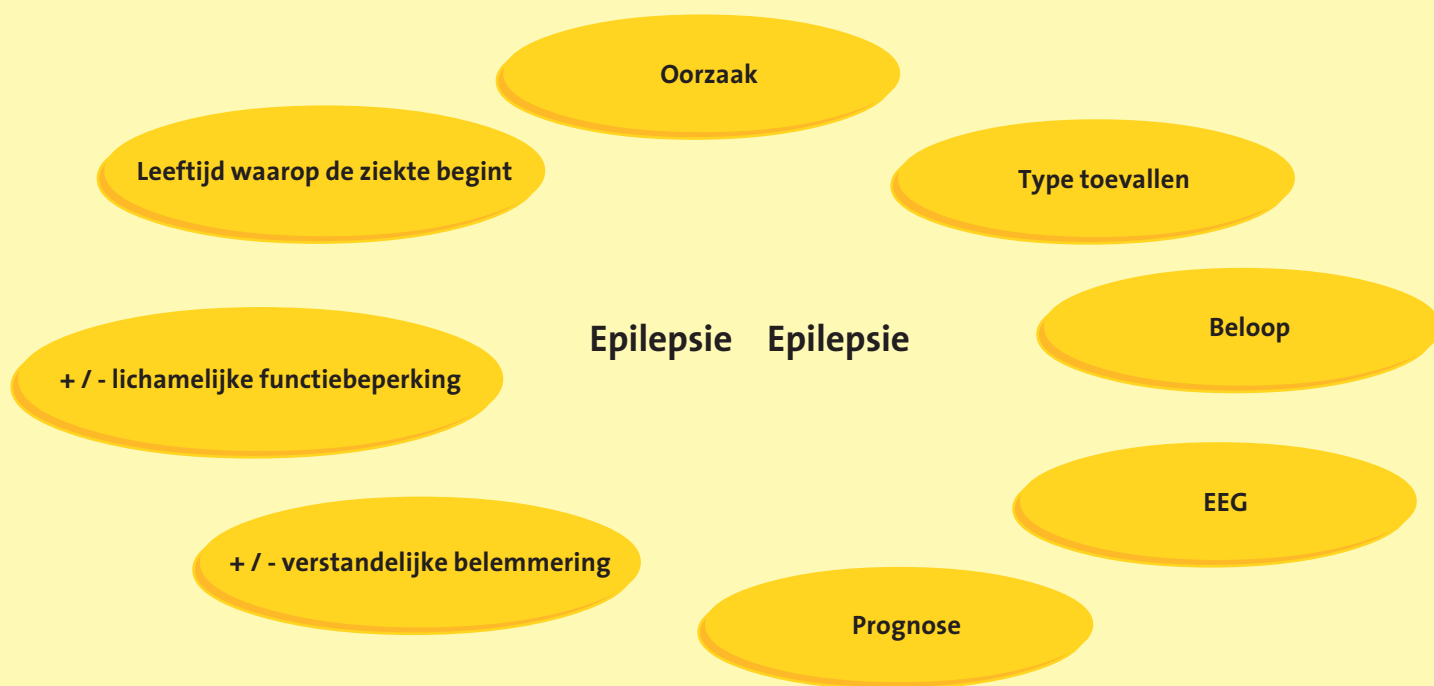 Oorzaak
Leeftijd waarop de ziekte begint
Type toevallen
Beloop
Epilepsie Epilepsie
+ / - lichamelijke functiebeperking
EEG
+ / - verstandelijke belemmering
Prognose